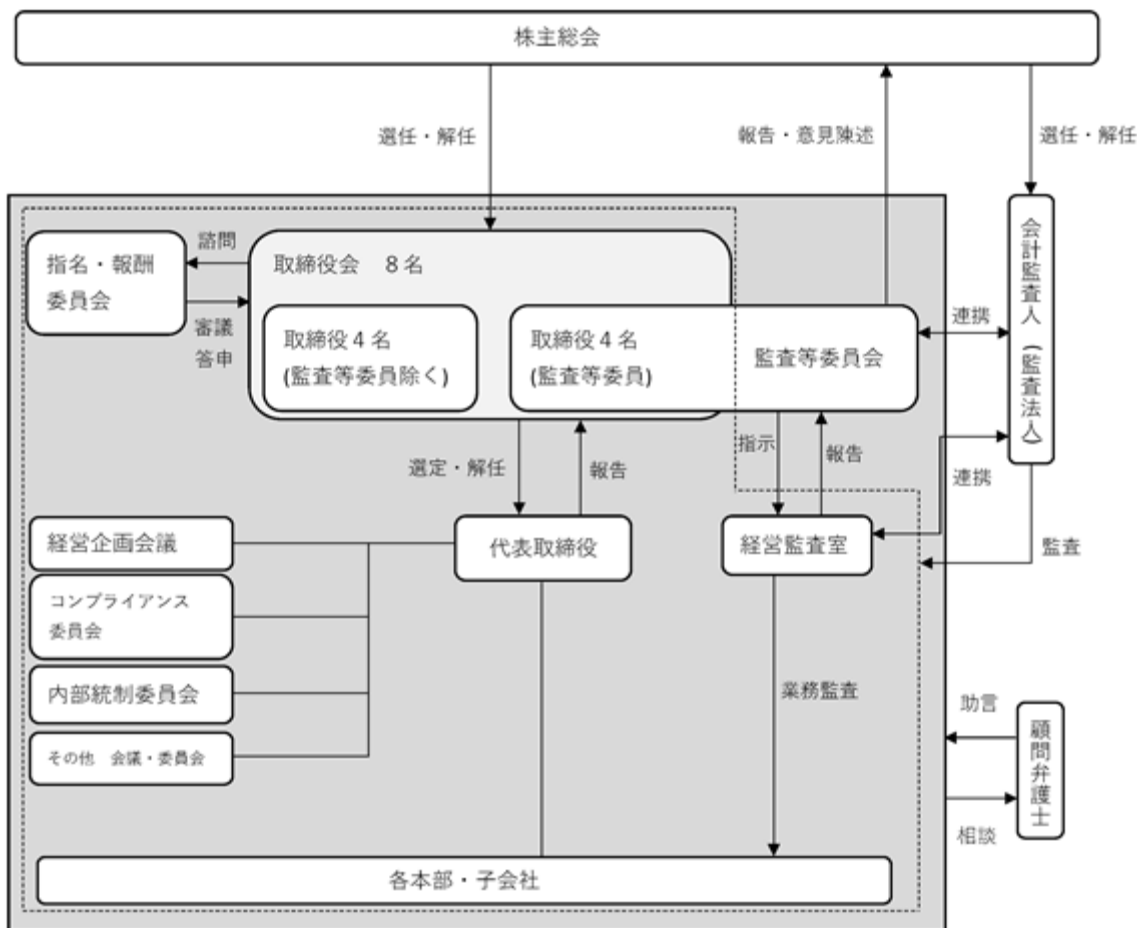 株主総会
選任・解任
報告・意見陳述
選任・解任
指名・報酬
委員会
諮問
審議
答申
取締役会　８名
取締役４名
(監査等委員除く)
取締役４名
(監査等委員)
監査等委員会
連携
会計監査人（監査法人）
選定・解任
報告
指示
報告
連携
監査
経営企画会議
コンプライアンス
委員会
内部統制委員会
その他　会議・委員会
代表取締役
経営監査室
業務監査
助言
顧問弁護士
相談
各本部・子会社